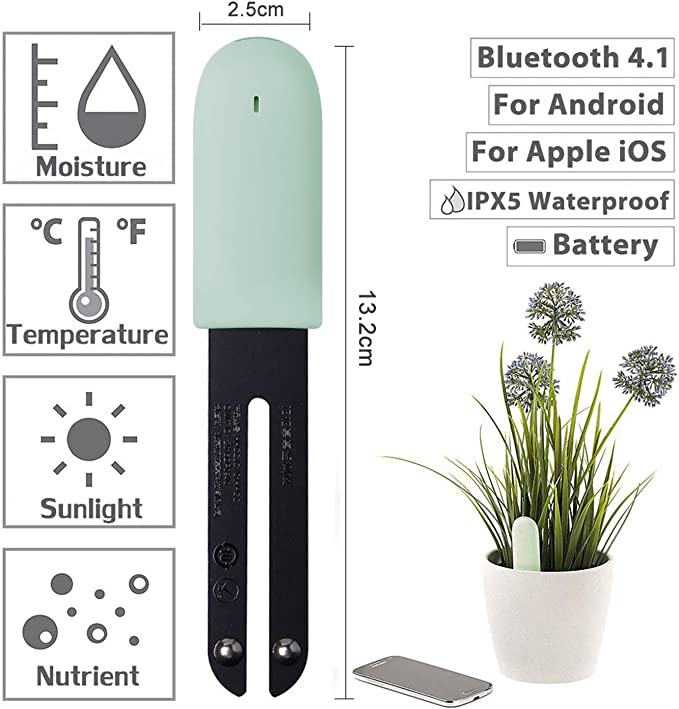 2.5cm
13.2cm
Moisture
°C °F
Temperature
Sunlight
Nutrient
Bluetooth 4.1
For Android
For Apple iOS
IPX5 Waterproof
Battery
10